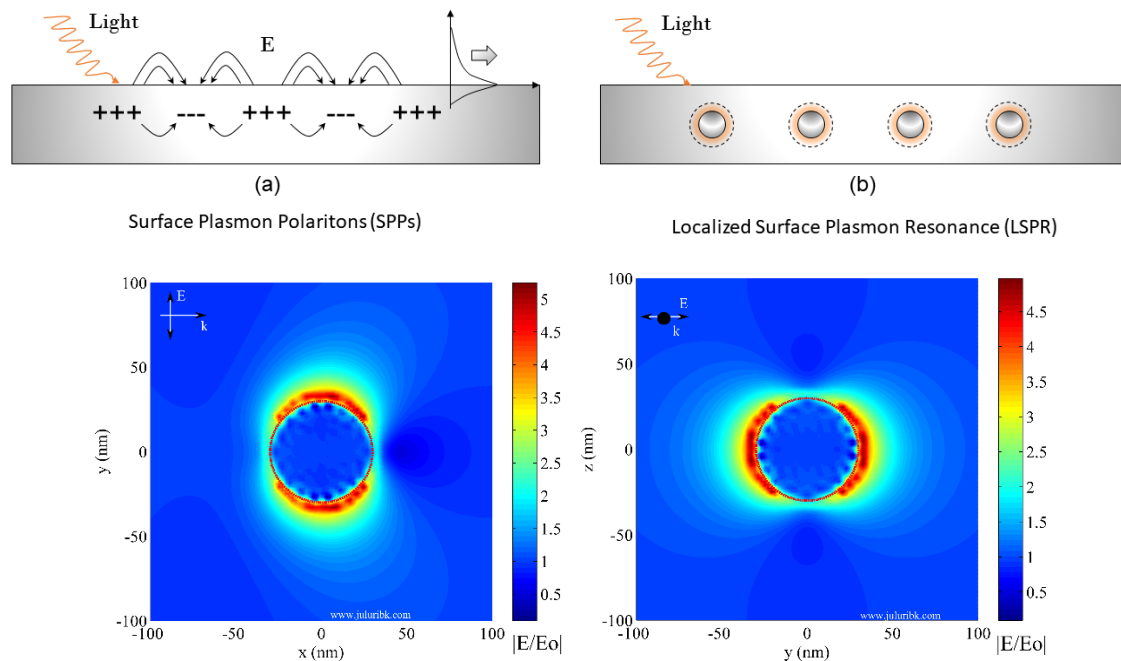 Light
E
+++ --- +++ --- +++
(a)
Light
(b)
Surface Plasmon Polaritons (SPPs)
Localized Surface Plasmon Resonance (LSPR)
100
50
0
-50
-100
y (nm)
E
k
www.juluribk.com
-100 -50 0 50 100
x (nm)
5
4.5
4
3.5
3
2.5
2
1.5
1
0.5
|E/Eo|
100
50
0
-50
-100
z (nm)
E
k
www.juluribk.com
-100 -50 0 50 100
y (nm)
4.5
4
3.5
3
2.5
2
1.5
1
0.5
|E/Eo|